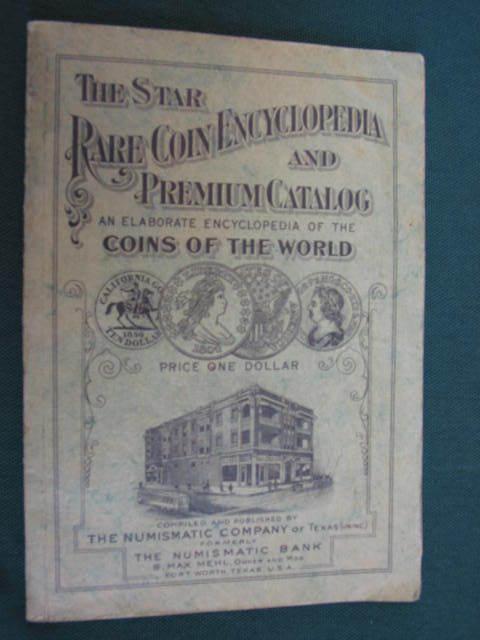 THE STAR
RARE COIN ENCYCLOPEDIA
AND
PREMIUM CATALOG
AN ELABORATE ENCYCLOPEDIA OF THE
COINS OF THE WORLD
CALIFORNIA
TEN DOLLAR
1804
PRICE ONE DOLLAR
COMPILED AND PUBLISHED BY
THE NUMISMATIC COMPANY OF TEXAS (INC.)
FORMERLY
THE NUMISMATIC BANK
B. MAX MEHL, OWNER AND MGR.
FORT WORTH, TEXAS, U.S.A.